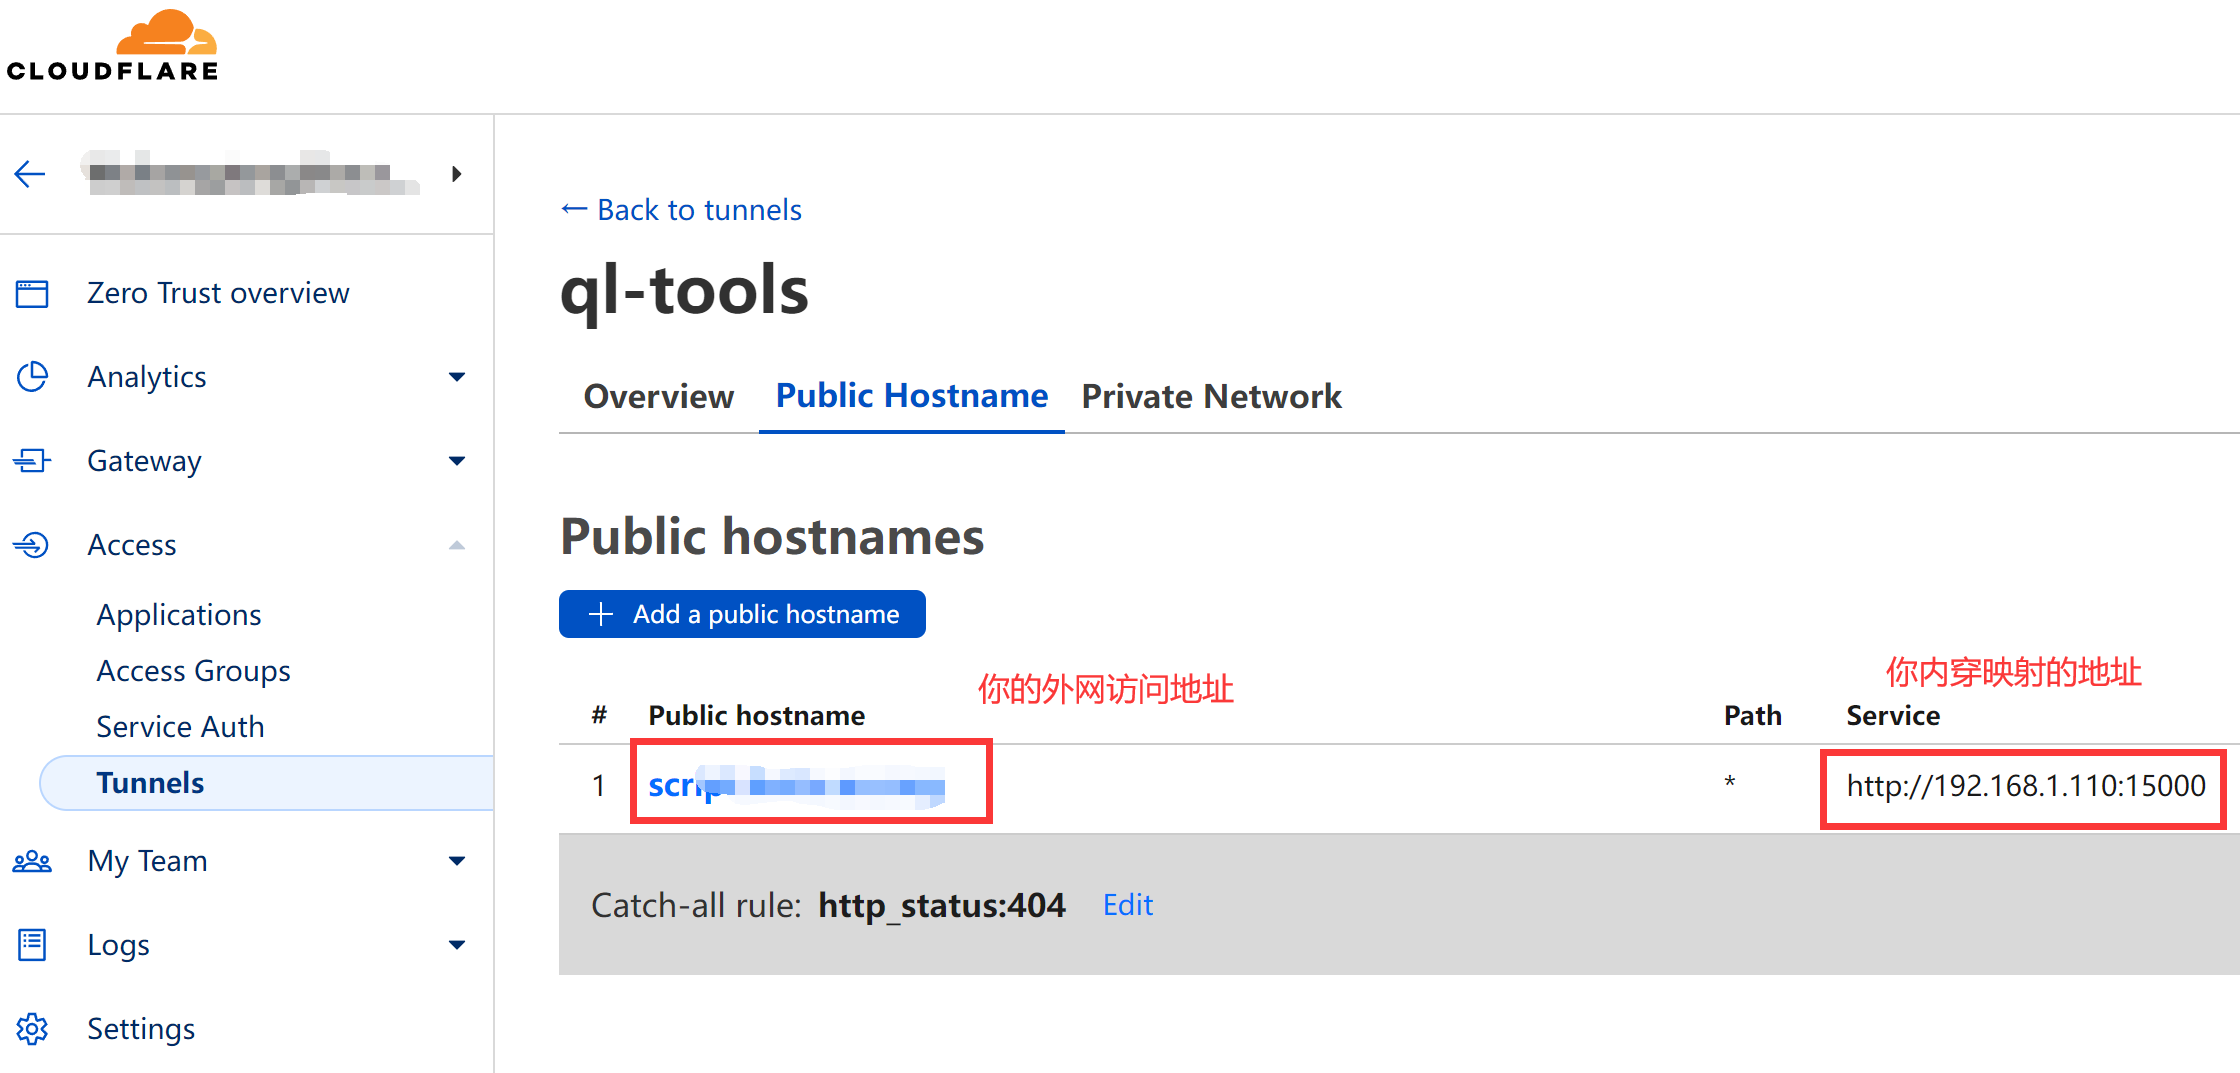 CLOUDFLARE
← Back to tunnels
Zero Trust overview
Analytics
Gateway
Access
Applications
Access Groups
Service Auth
Tunnels
My Team
Logs
Settings
ql-tools
Overview Public Hostname Private Network
Public hostnames
+ Add a public hostname
你的外网访问地址
你内穿映射的地址
# Public hostname Path Service
1 scrip * http://192.168.1.110:15000
Catch-all rule: http_status:404 Edit